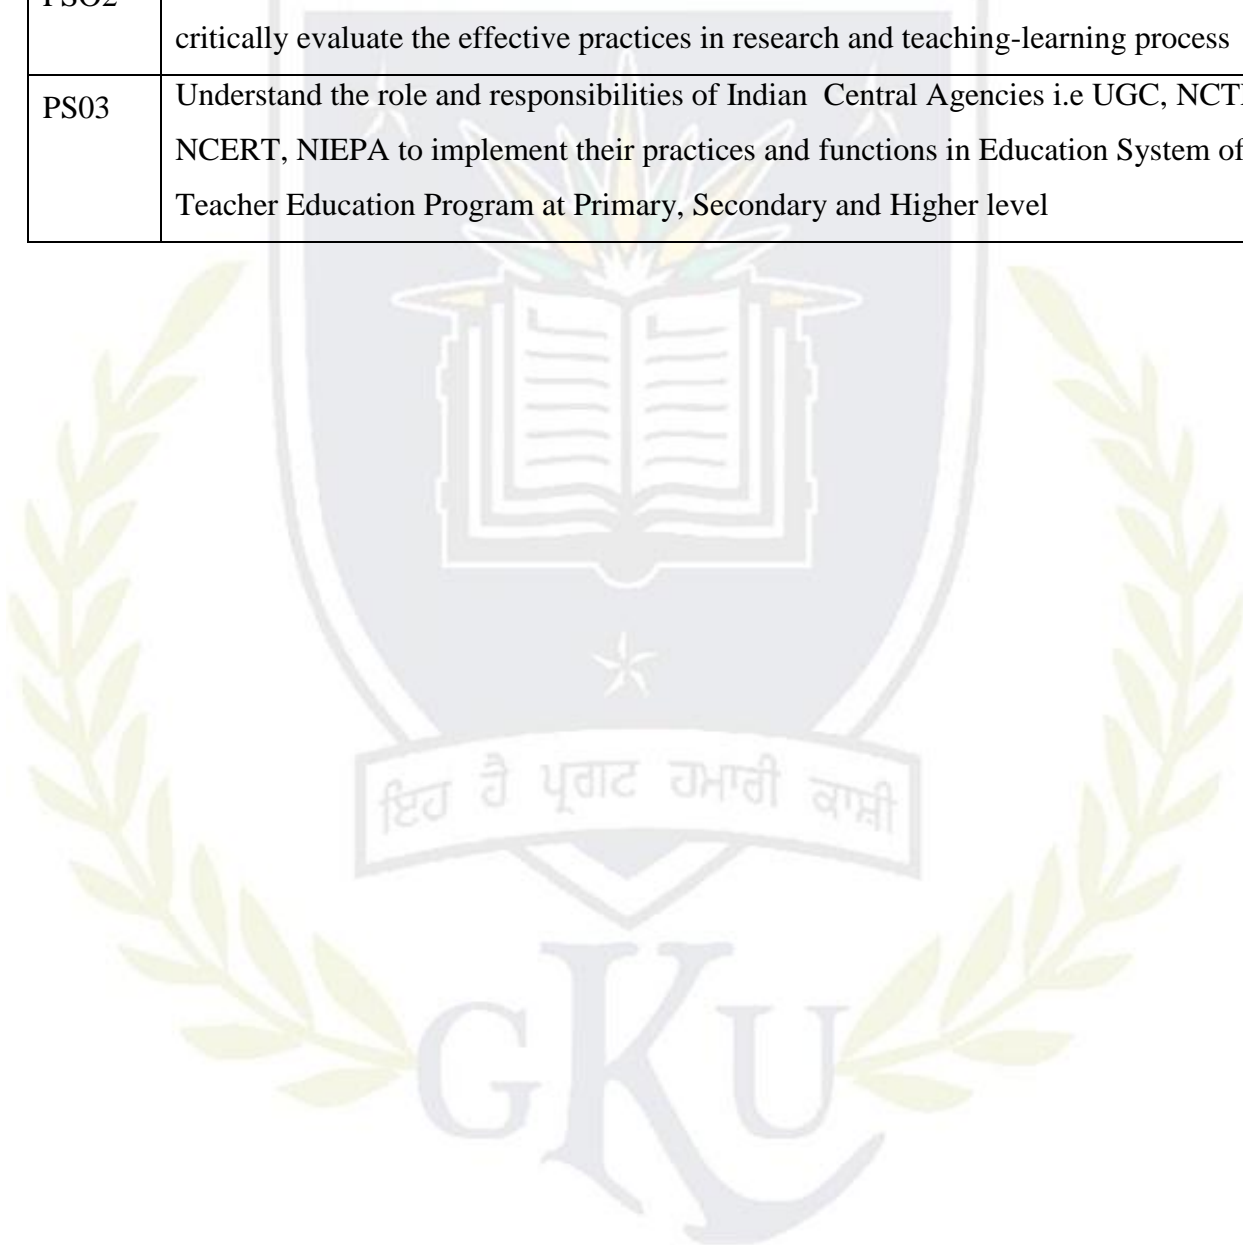 PSO2
critically evaluate the effective practices in research and teaching-learning process
PS03
Understand the role and responsibilities of Indian Central Agencies i.e UGC,
NCERT, NIEPA to implement their practices and functions in Education System of
Teacher Education Program at Primary, Secondary and Higher level
ਇਹ ਹੈ ਪ੍ਰਗਟ ਹਮਾਰੀ ਕਾਸ਼ੀ
GKU